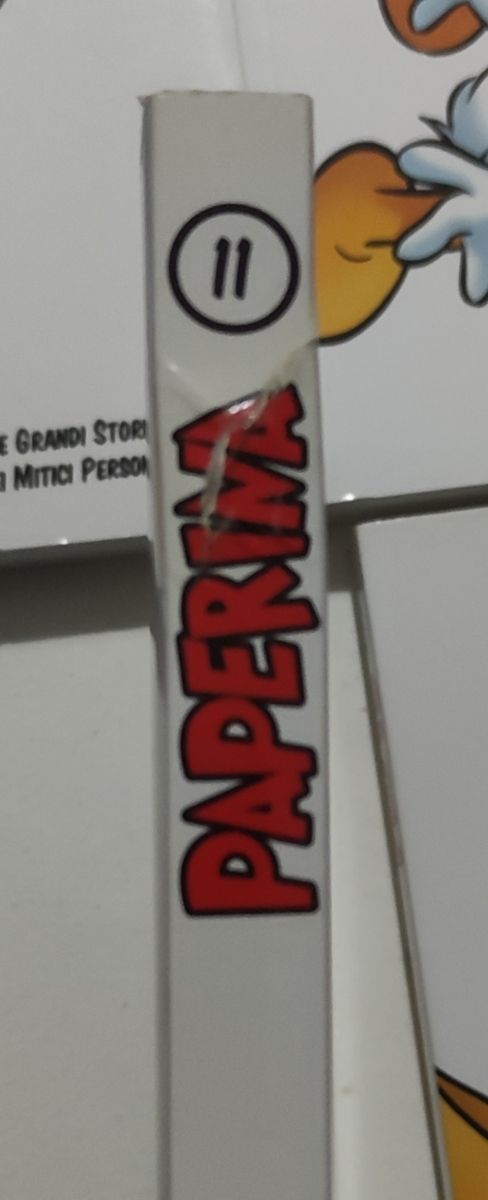 11
PAPERINA
E GRANDI STORI
I MITICI PERSON